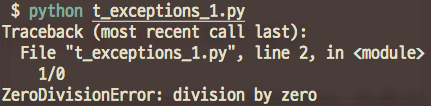 $ python t_exceptions_1.py
Traceback (most recent call last):
  File "t_exceptions_1.py", line 2, in <module>
    1/0
ZeroDivisionError: division by zero